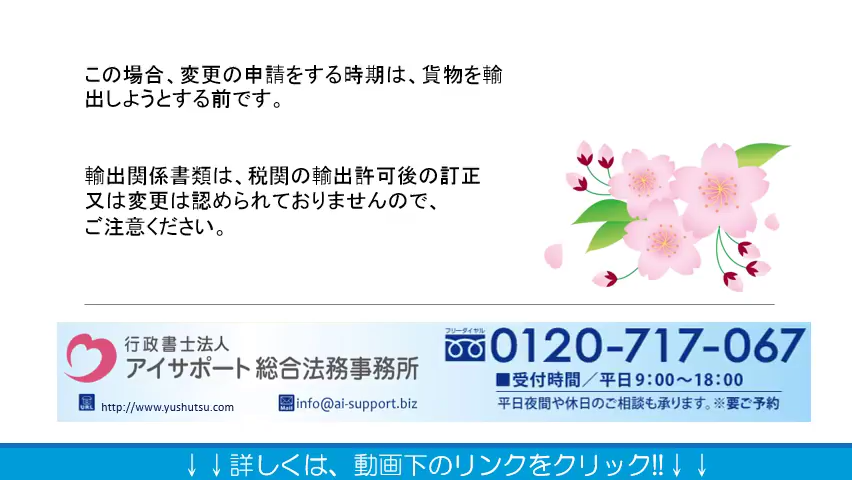 この場合、変更の申請をする時期は、貨物を輸
出しようとする前です。
輸出関係書類は、税関の輸出許可後の訂正
又は変更は認められておりませんので、
ご注意ください。
行政書士法人
アイサポート総合法務事務所
URL http://www.yushutsu.com
Mail info@ai-support.biz
フリーダイヤル
0120-717-067
■受付時間／平日9:00～18:00
平日夜間や休日のご相談も承ります。※要ご予約
↓↓詳しくは、動画下のリンクをクリック!!↓↓